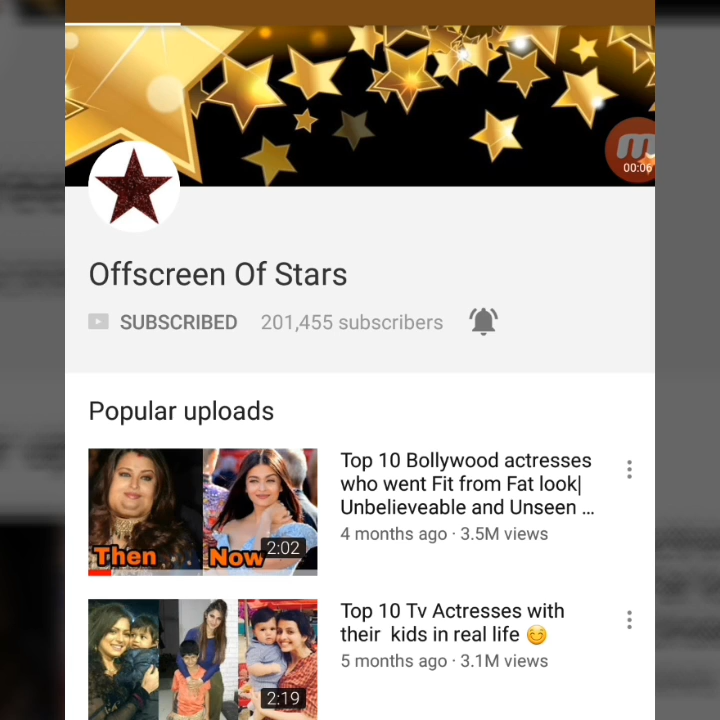 m
00:06
Offscreen Of Stars
SUBSCRIBED 201,455 subscribers
Popular uploads
Then
Now
2:02
Top 10 Bollywood actresses
who went Fit from Fat look|
Unbelieveable and Unseen ...
4 months ago · 3.5M views
2:19
Top 10 Tv Actresses with
their kids in real life 😊
5 months ago · 3.1M views